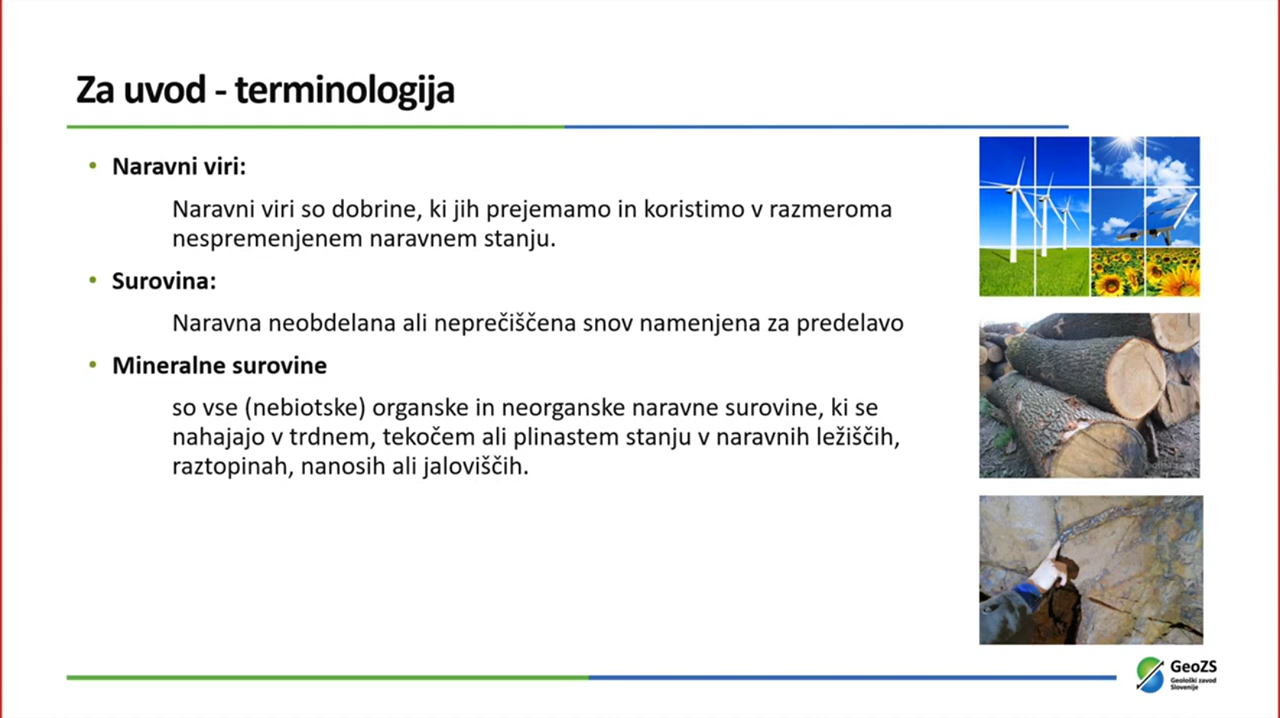 Za uvod - terminologija
• Naravni viri:
Naravni viri so dobrine, ki jih prejemamo in koristimo v razmeroma
nespremenjenem naravnem stanju.
• Surovina:
Naravna neobdelana ali neprečiščena snov namenjena za predelavo
• Mineralne surovine
so vse (nebiotske) organske in neorganske naravne surovine, ki se
nahajajo v trdnem, tekočem ali plinastem stanju v naravnih ležiščih,
raztopinah, nanosih ali jaloviščih.
GeoZS
Geološki zavod
Slovenije